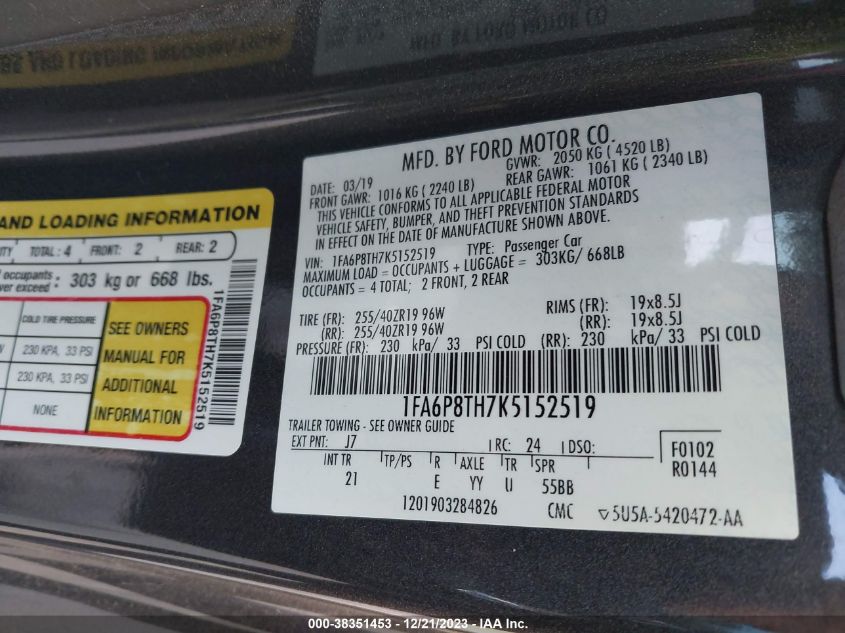 MFD. BY FORD MOTOR CO.
DATE: 03/19
GVWR: 2050 KG ( 4520 LB)
FRONT GAWR: 1016 KG ( 2240 LB)
REAR GAWR: 1061 KG ( 2340 LB)
THIS VEHICLE CONFORMS TO ALL APPLICABLE FEDERAL MOTOR
VEHICLE SAFETY, BUMPER, AND THEFT PREVENTION STANDARDS
IN EFFECT ON THE DATE OF MANUFACTURE SHOWN ABOVE.
VIN: 1FA6P8TH7K5152519 TYPE: Passenger Car
MAXIMUM LOAD = OCCUPANTS + LUGGAGE = 303KG/ 668LB
OCCUPANTS = 4 TOTAL; 2 FRONT, 2 REAR
TIRE (FR): 255/40ZR19 96W RIMS (FR): 19x8.5J
(RR): 255/40ZR19 96W (RR): 19x8.5J
PRESSURE (FR): 230 kPa/ 33 PSI COLD (RR): 230 kPa/ 33 PSI COLD
1FA6P8TH7K5152519
TRAILER TOWING - SEE OWNER GUIDE
EXT PNT: J7 RC: 24 DSO: F0102
R0144
INT TR TP/PS R AXLE TR SPR
21 E YY U 55BB
1201903284826 CMC 5U5A-5420472-AA
AND LOADING INFORMATION
TOTAL: 4 FRONT: 2 REAR: 2
occupants
exceed : 303 kg or 668 lbs.
COLD TIRE PRESSURE
230 KPA, 33 PSI
230 KPA, 33 PSI
NONE
SEE OWNERS
MANUAL FOR
ADDITIONAL
INFORMATION
1FA6P8TH7K5152519
000-38351453 - 12/21/2023 - IAA Inc.